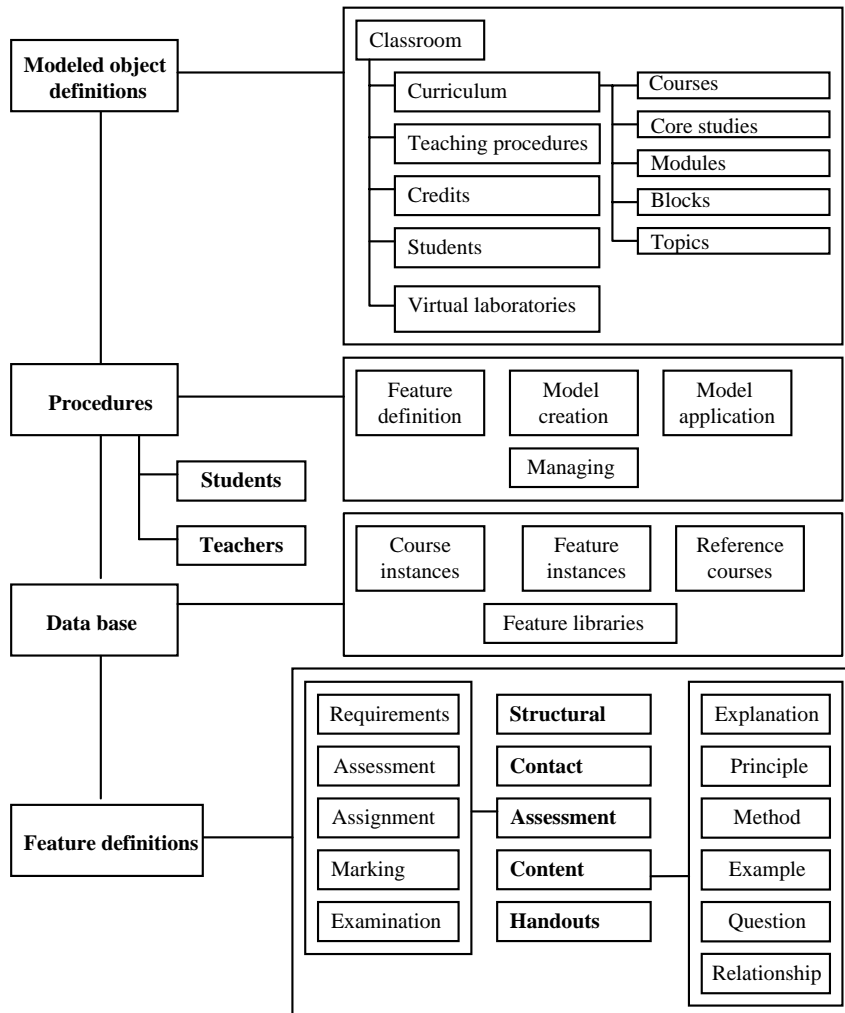 Modeled object
definitions
Classroom
Curriculum
Teaching procedures
Credits
Students
Virtual laboratories
Courses
Core studies
Modules
Blocks
Topics
Procedures
Students
Teachers
Feature
definition
Model
creation
Model
application
Managing
Data base
Course
instances
Feature
instances
Reference
courses
Feature libraries
Feature definitions
Requirements
Assessment
Assignment
Marking
Examination
Structural
Contact
Assessment
Content
Handouts
Explanation
Principle
Method
Example
Question
Relationship